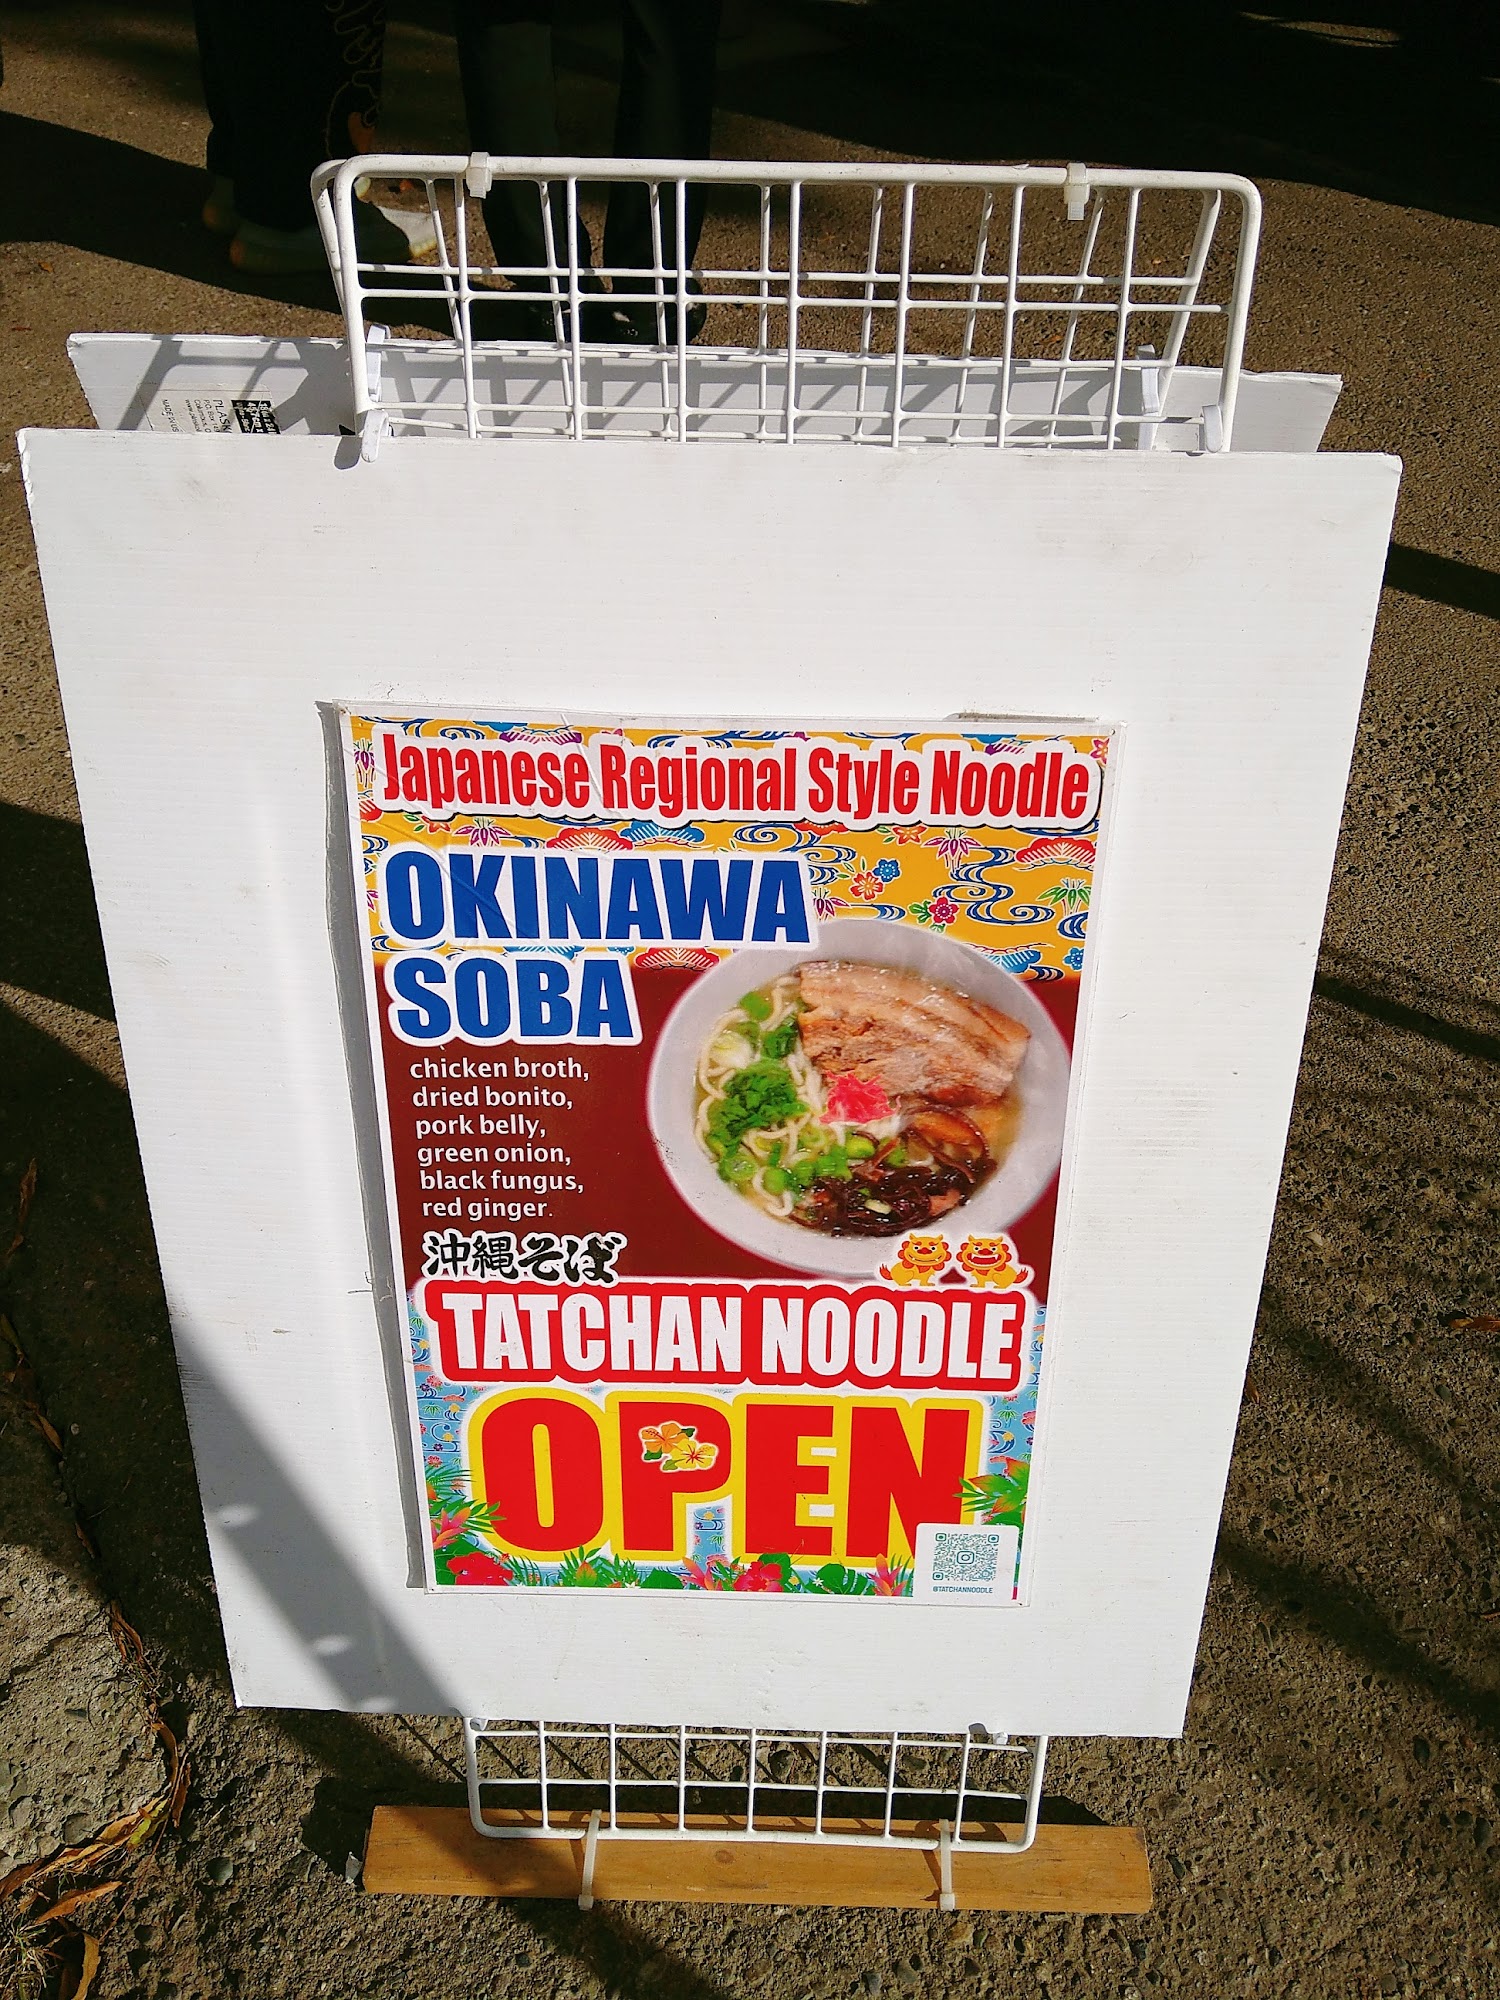 Japanese Regional Style Noodle
OKINAWA
SOBA
chicken broth,
dried bonito,
pork belly,
green onion,
black fungus,
red ginger.
沖縄そば
TATCHAN NOODLE
OPEN
@TATCHANNOODLE